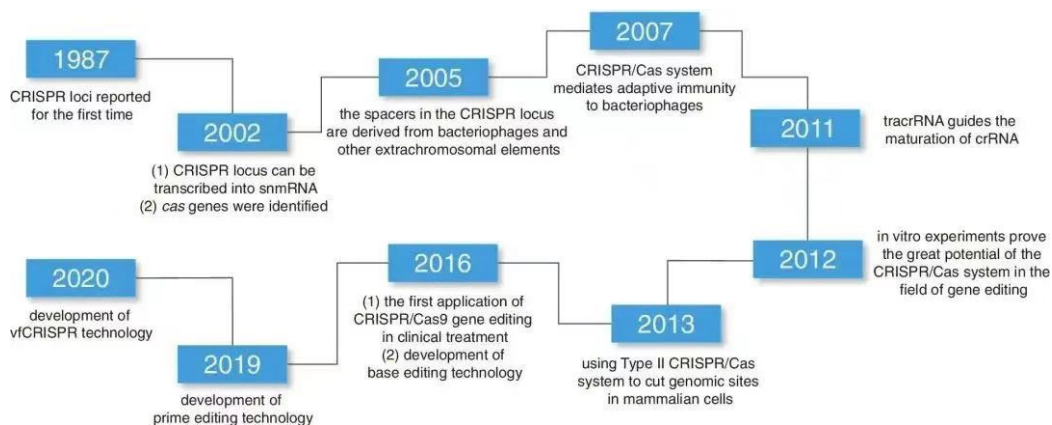 1987
CRISPR loci reported
for the first time
2002
(1) CRISPR locus can be
transcribed into snmRNA
(2) cas genes were identified
2005
the spacers in the CRISPR locus
are derived from bacteriophages and
other extrachromosomal elements
2007
CRISPR/Cas system
mediates adaptive immunity
to bacteriophages
2011
tracrRNA guides the
maturation of crRNA
2012
in vitro experiments prove
the great potential of the
CRISPR/Cas system in the
field of gene editing
2013
using Type II CRISPR/Cas
system to cut genomic sites
in mammalian cells
2016
(1) the first application of
CRISPR/Cas9 gene editing
in clinical treatment
(2) development of
base editing technology
2019
development of
prime editing technology
2020
development of
vfCRISPR technology